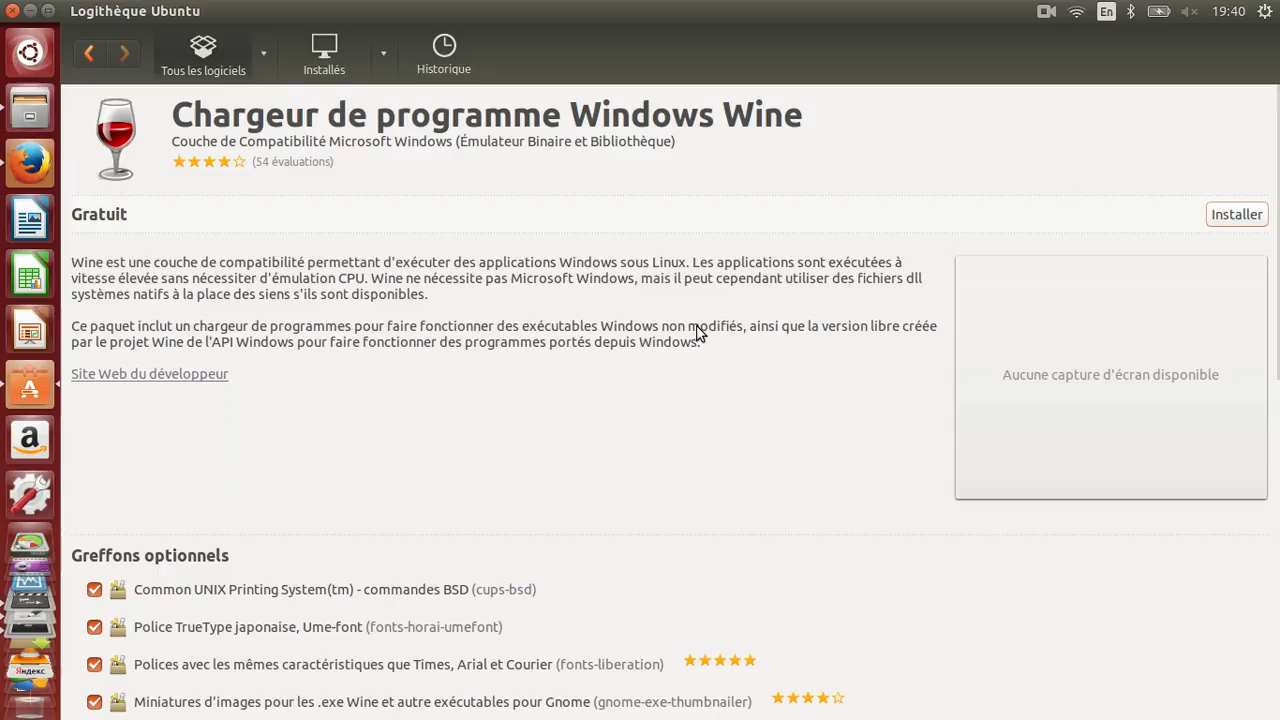 Logithèque Ubuntu
En
19:40
Tous les logiciels
Installés
Historique
Chargeur de programme Windows Wine
Couche de Compatibilité Microsoft Windows (Émulateur Binaire et Bibliothèque)
(54 évaluations)
Gratuit
Installer
Wine est une couche de compatibilité permettant d'exécuter des applications Windows sous Linux. Les applications sont exécutées à
vitesse élevée sans nécessiter d'émulation CPU. Wine ne nécessite pas Microsoft Windows, mais il peut cependant utiliser des fichiers dll
systèmes natifs à la place des siens s'ils sont disponibles.
Ce paquet inclut un chargeur de programmes pour faire fonctionner des exécutables Windows non modifiés, ainsi que la version libre créée
par le projet Wine de l'API Windows pour faire fonctionner des programmes portés depuis Windows.
Site Web du développeur
Aucune capture d'écran disponible
Greffons optionnels
Common UNIX Printing System(tm) - commandes BSD (cups-bsd)
Police TrueType japonaise, Ume-font (fonts-horai-umefont)
Polices avec les mêmes caractéristiques que Times, Arial et Courier (fonts-liberation)
Miniatures d'images pour les .exe Wine et autre exécutables pour Gnome (gnome-exe-thumbnailer)
a
Яндекс